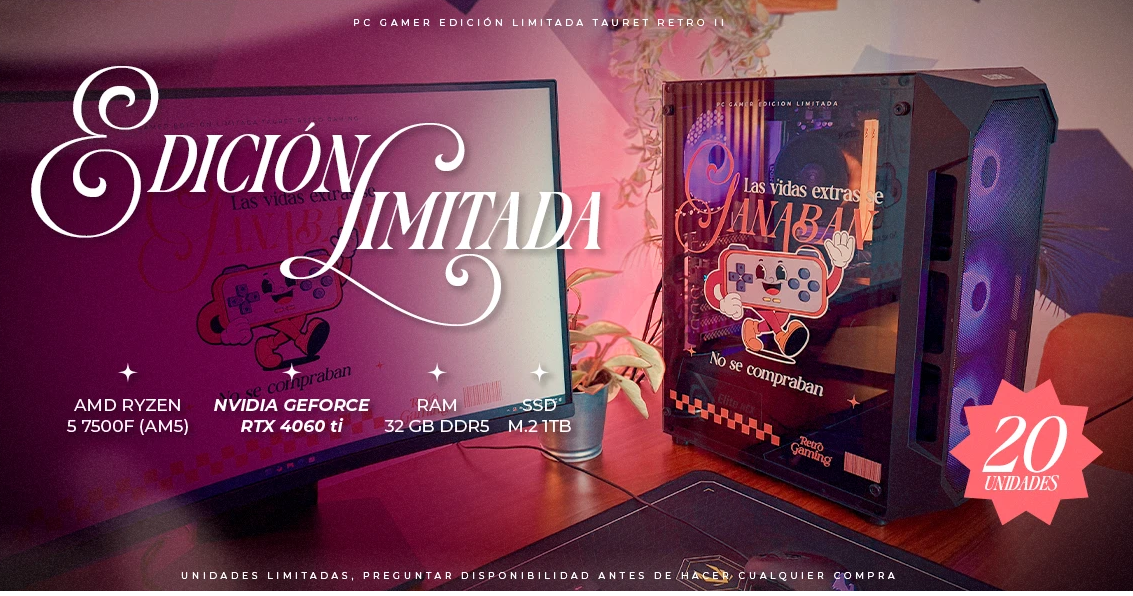 PC GAMER EDICIÓN LIMITADA TAURET RETRO II
EDICIÓN
LIMITADA
AMD RYZEN
5 7500F (AM5)
NVIDIA GEFORCE
RTX 4060 ti
RAM
32 GB DDR5
SSD
M.2 1TB
Las vidas extras se
No se compraban
PC GAMER EDICION LIMITADA
Las vidas extras se
GANABAN
No se compraban
Retro
Gaming
20
UNIDADES
UNIDADES LIMITADAS, PREGUNTAR DISPONIBILIDAD ANTES DE HACER CUALQUIER COMPRA